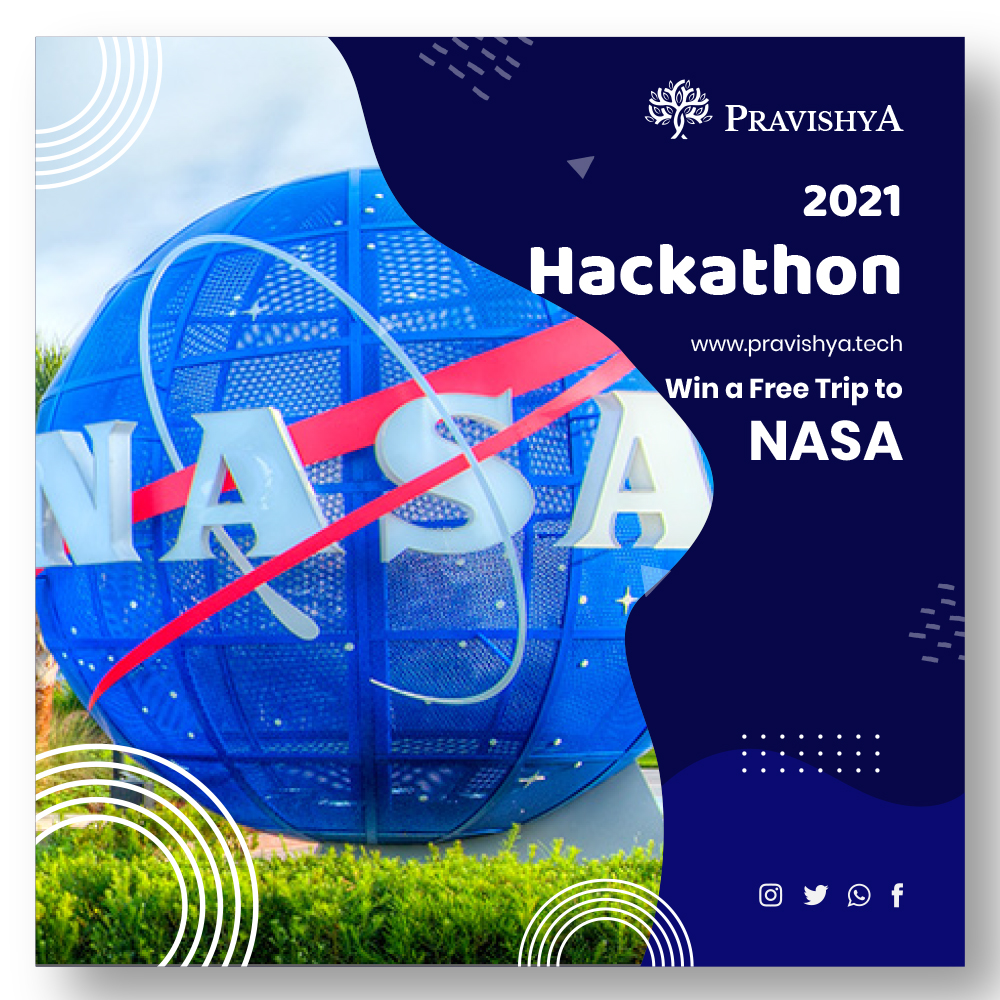 PRAVISHYA
2021
Hackathon
www.pravishya.tech
Win a Free Trip to
NASA
NASA